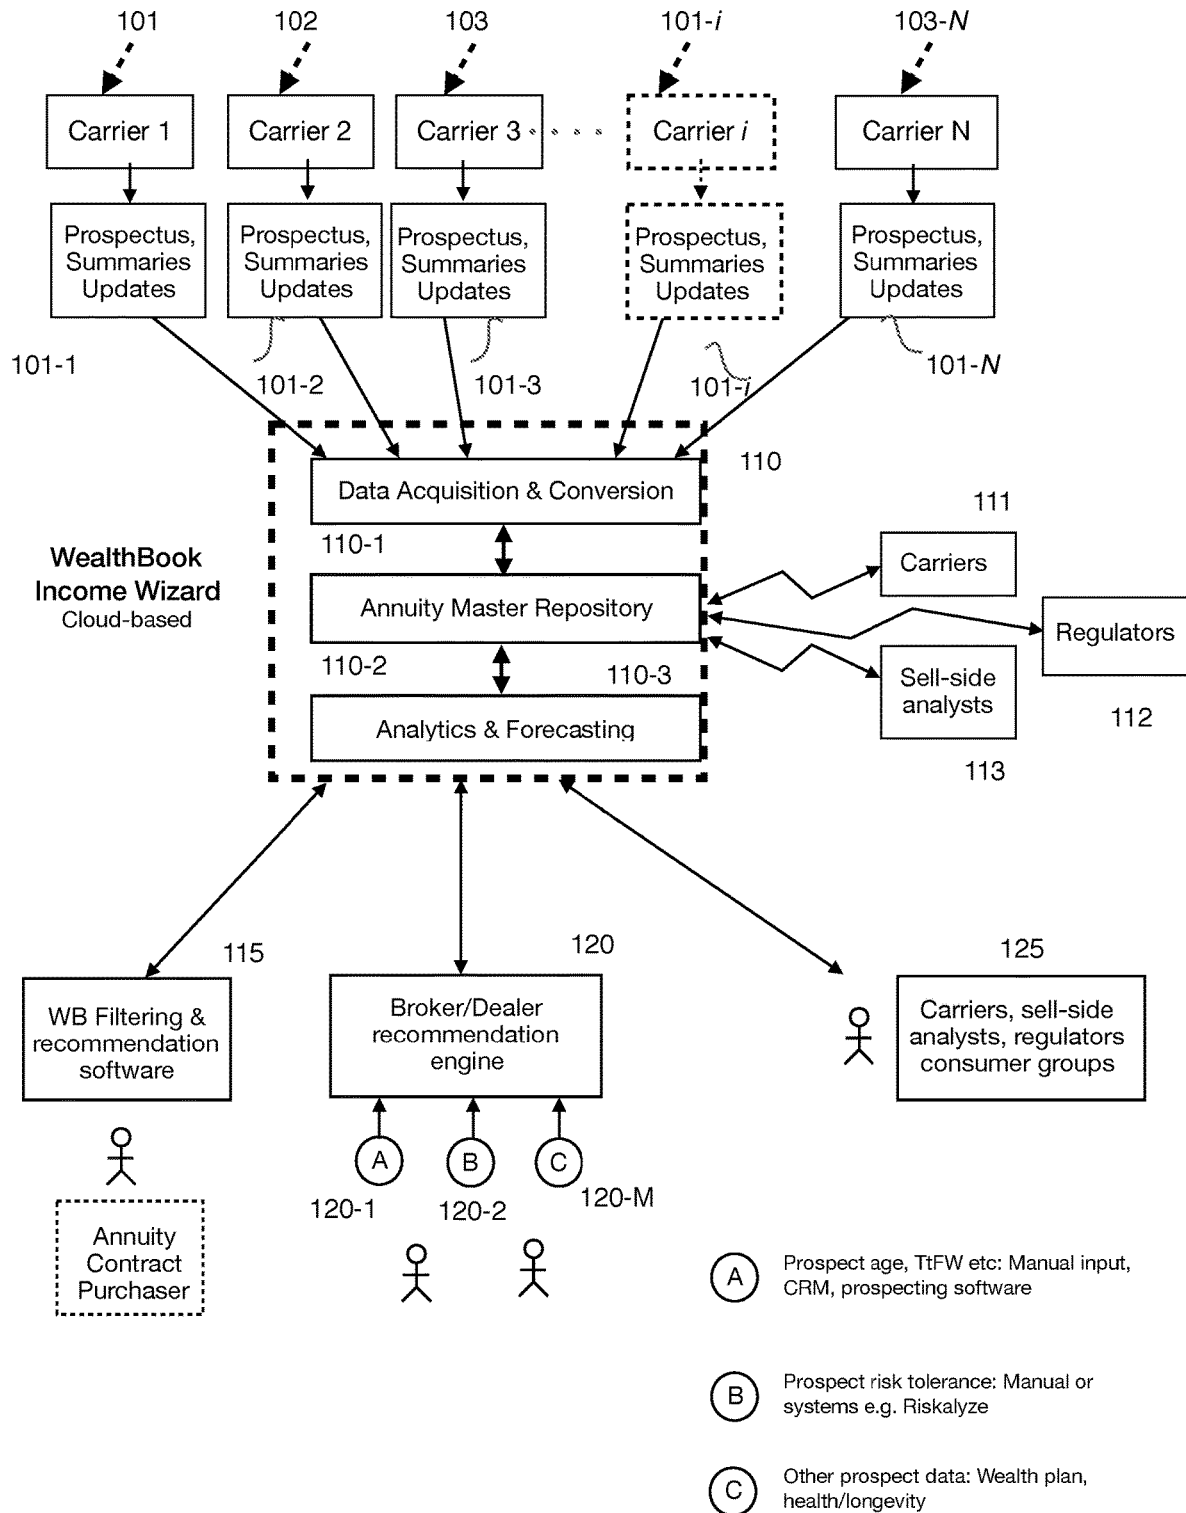 101
102
103
101-i
103-N
Carrier 1
Carrier 2
Carrier 3
Carrier i
Carrier N
Prospectus,
Summaries
Updates
Prospectus,
Summaries
Updates
Prospectus,
Summaries
Updates
Prospectus,
Summaries
Updates
Prospectus,
Summaries
Updates
101-1
101-2
101-3
101-i
101-N
110
Data Acquisition & Conversion
110-1
WealthBook
Income Wizard
Cloud-based
Annuity Master Repository
110-2
110-3
Analytics & Forecasting
111
Carriers
Regulators
112
Sell-side
analysts
113
115
WB Filtering &
recommendation
software
Annuity
Contract
Purchaser
120
Broker/Dealer
recommendation
engine
A
B
C
120-1
120-2
120-M
125
Carriers, sell-side
analysts, regulators
consumer groups
A
Prospect age, TtFW etc: Manual input,
CRM, prospecting software
B
Prospect risk tolerance: Manual or
systems e.g. Riskalyze
C
Other prospect data: Wealth plan,
health/longevity